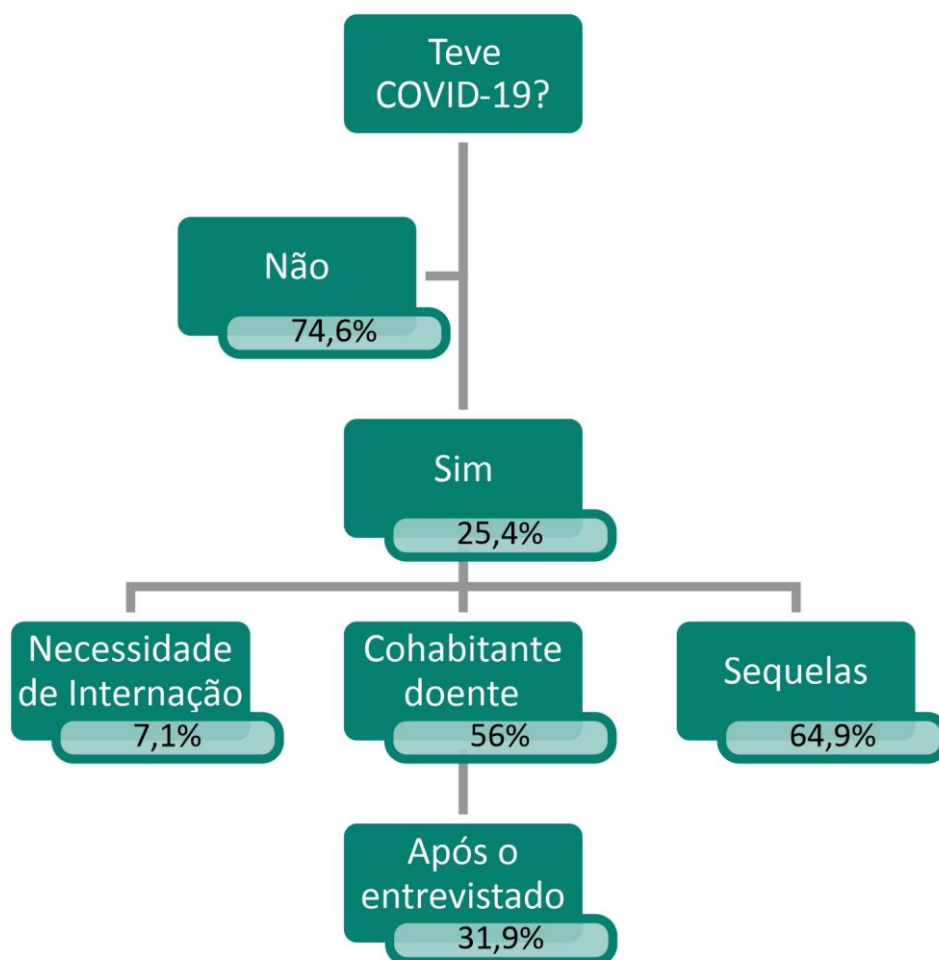 Teve
COVID-19?
Não
74,6%
Sim
25,4%
Necessidade
de Internação
7,1%
Cohabitante
doente
56%
Sequelas
64,9%
Após o
entrevistado
31,9%